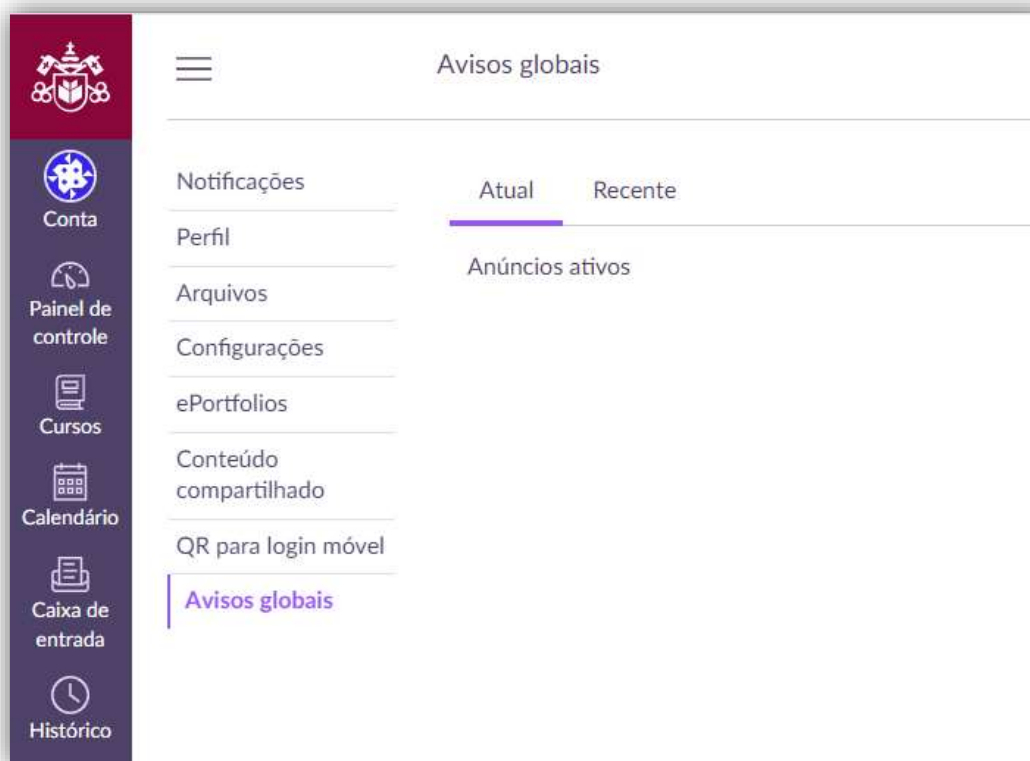 Avisos globais
Conta
Painel de
controle
Cursos
Calendário
Caixa de
entrada
Histórico
Notificações
Perfil
Arquivos
Configurações
ePortfolios
Conteúdo
compartilhado
QR para login móvel
Avisos globais
Atual Recente
Anúncios ativos